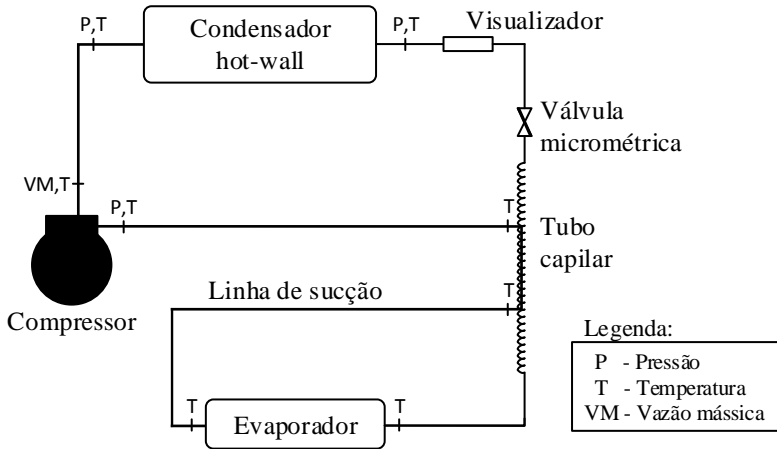 P,T
Condensador
hot-wall
P,T
Visualizador
Válvula
micrométrica
VM,T
P,T
T
Tubo
capilar
Compressor
Linha de sucção
T
Legenda:
P - Pressão
T - Temperatura
VM - Vazão mássica
T
Evaporador
T